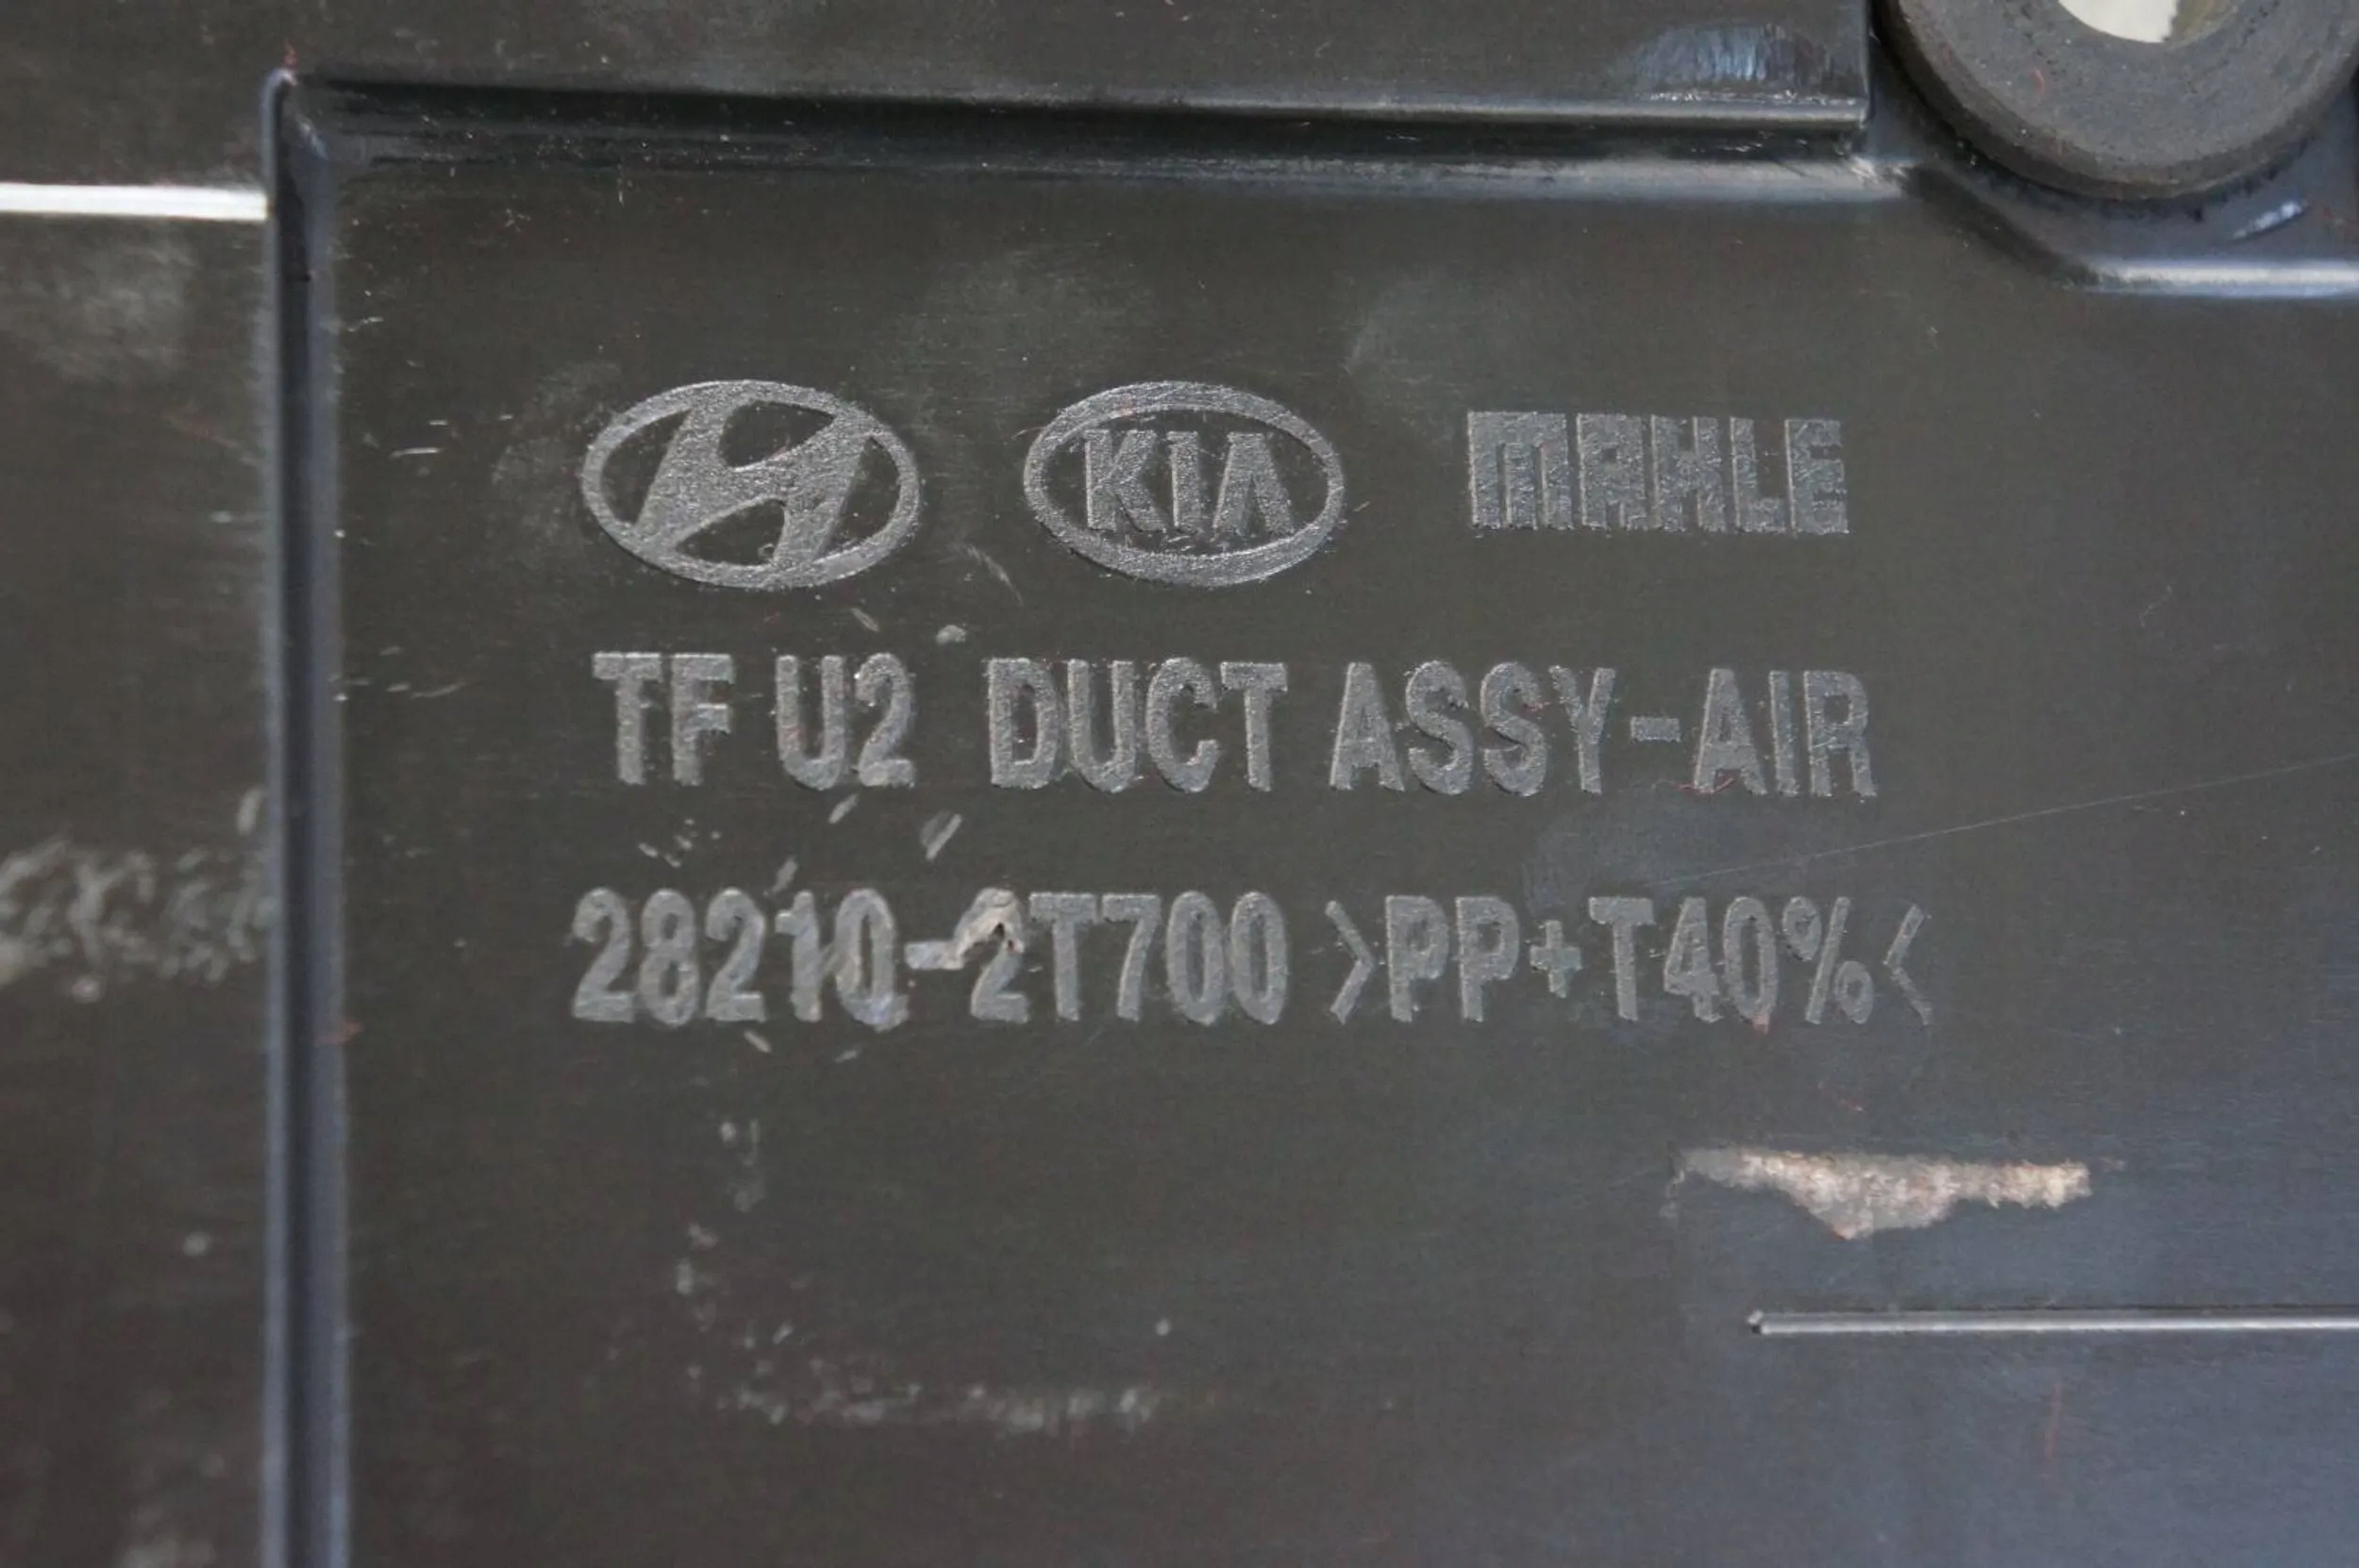 KIA MAHLE
TF U2 DUCT ASSY-AIR
28210-2T700 >PP+T40%<